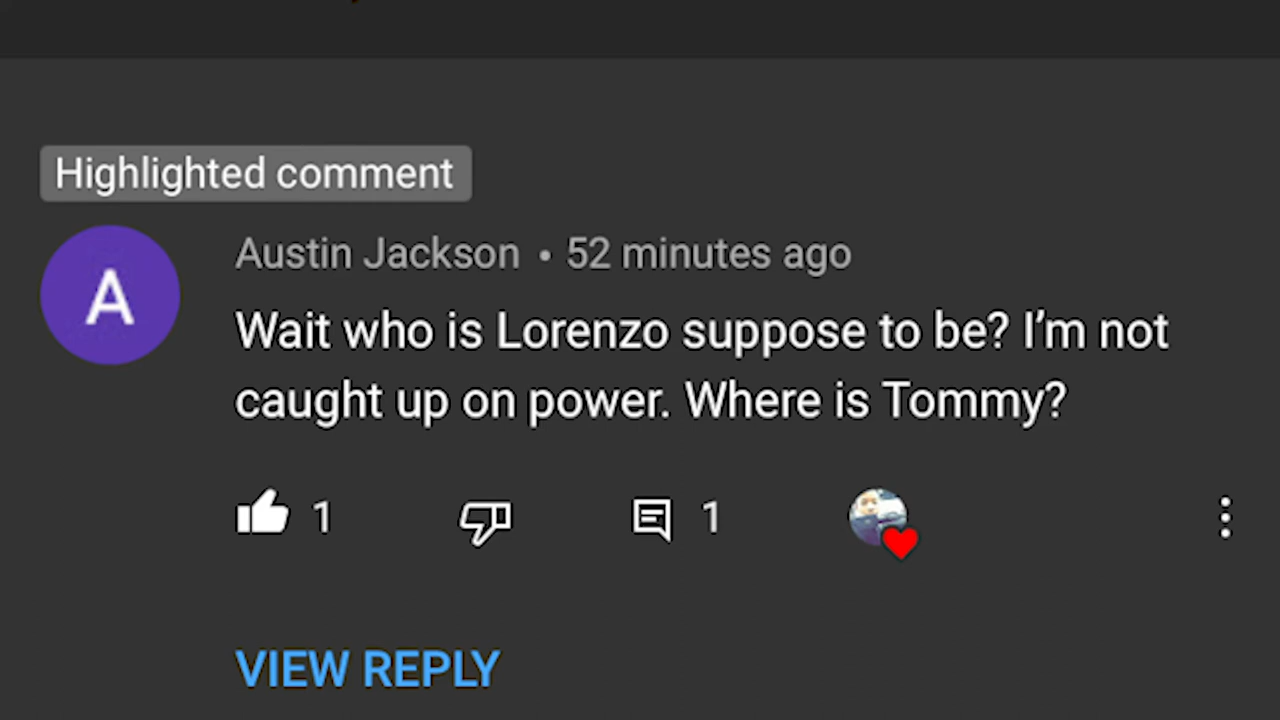 Highlighted comment
A
Austin Jackson • 52 minutes ago
Wait who is Lorenzo suppose to be? I’m not
caught up on power. Where is Tommy?
1 1
VIEW REPLY